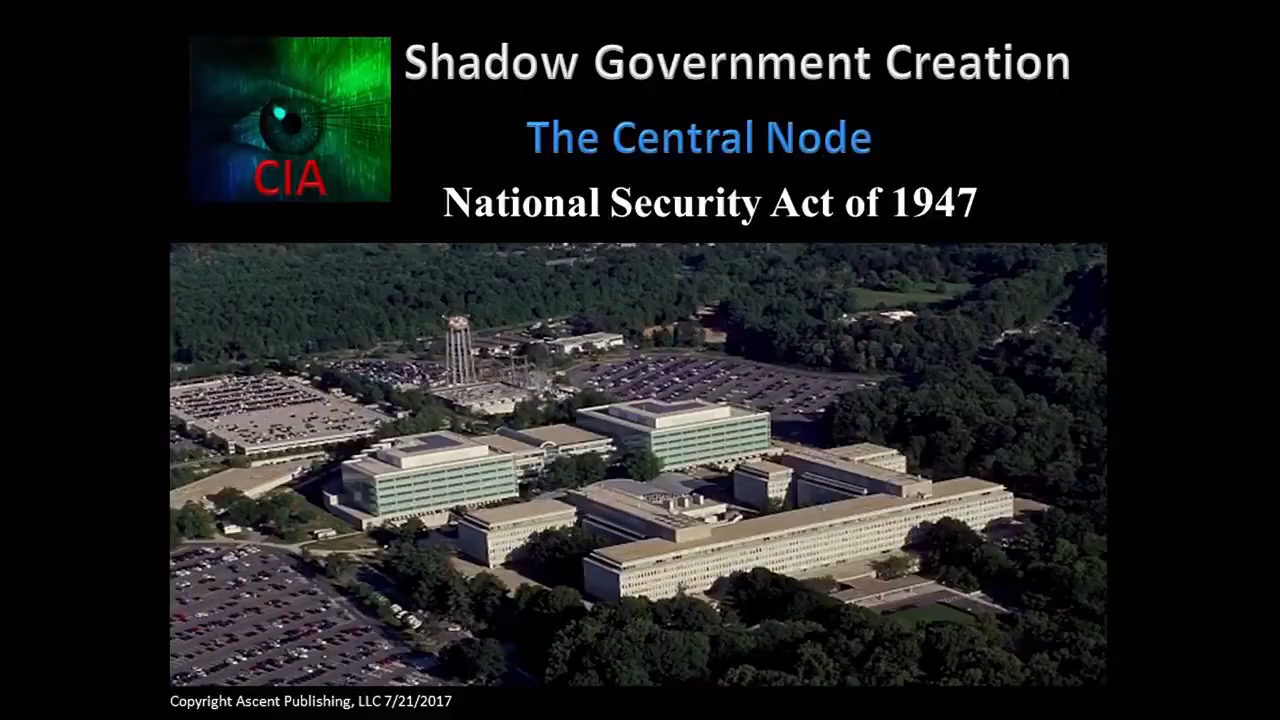 Shadow Government Creation
The Central Node
CIA
National Security Act of 1947
Copyright Ascent Publishing, LLC 7/21/2017